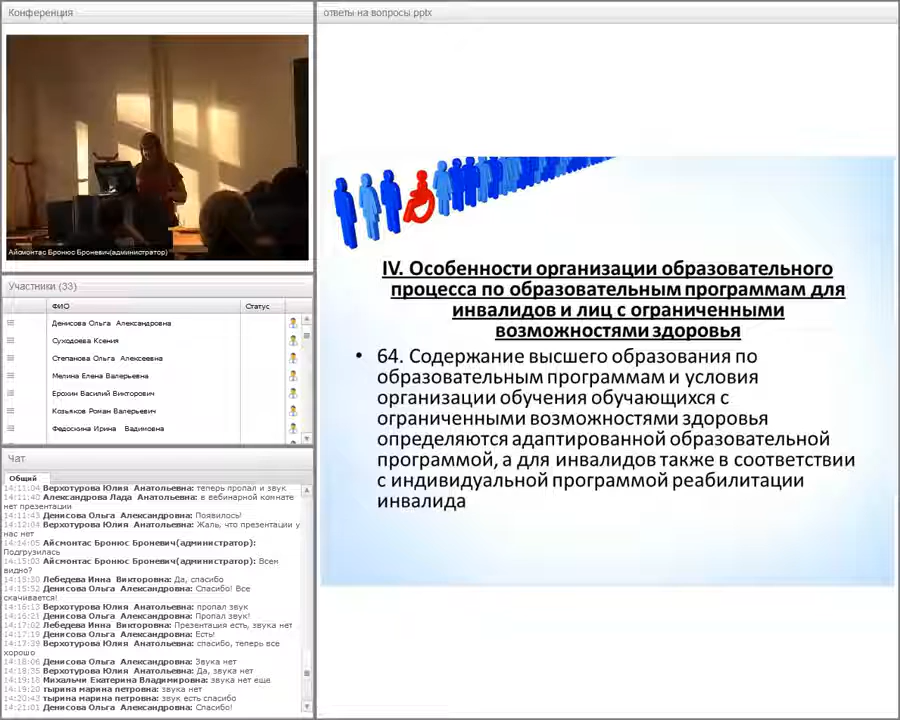 Конференция
Айсмонтас Бронюс Броневич(администратор)
Участники (33)
ФИО
Статус
Денисова Ольга Александровна
Суходоева Ксения
Степанова Ольга Алексеевна
Мелина Елена Валерьевна
Ерохин Василий Викторович
Козьяков Роман Валерьевич
Федоскина Ирина Вадимовна
Чат
Общий
14:11:04 Верхотурова Юлия Анатольевна: теперь пропал и звук
14:11:40 Александрова Лада Анатольевна: в вебинарной комнате
нет презентации
14:11:43 Денисова Ольга Александровна: Появилось!
14:12:04 Верхотурова Юлия Анатольевна: Жаль, что презентации у
нас нет
14:14:05 Айсмонтас Бронюс Броневич(администратор):
Подгрузилась
14:15:03 Айсмонтас Бронюс Броневич(администратор): Всем
видно?
14:15:30 Лебедева Инна Викторовна: Да, спасибо
14:15:52 Денисова Ольга Александровна: Спасибо! Все
скачивается!
14:16:13 Верхотурова Юлия Анатольевна: пропал звук
14:16:21 Денисова Ольга Александровна: Пропал звук!
14:17:02 Лебедева Инна Викторовна: Презентация есть, звука нет
14:17:19 Денисова Ольга Александровна: Есть!
14:17:39 Верхотурова Юлия Анатольевна: спасибо, теперь все
хорошо
14:18:06 Денисова Ольга Александровна: Звука нет
14:18:35 Верхотурова Юлия Анатольевна: Да, звука нет
14:19:18 Михальчи Екатерина Владимировна: звука нет еще
14:19:20 тырина марина петровна: звука нет
14:20:43 тырина марина петровна: звук есть спасибо
14:21:01 Денисова Ольга Александровна: Спасибо!
ответы на вопросы pptx
IV. Особенности организации образовательного
процесса по образовательным программам для
инвалидов и лиц с ограниченными
возможностями здоровья
• 64. Содержание высшего образования по
образовательным программам и условия
организации обучения обучающихся с
ограниченными возможностями здоровья
определяются адаптированной образовательной
программой, а для инвалидов также в соответствии
с индивидуальной программой реабилитации
инвалида